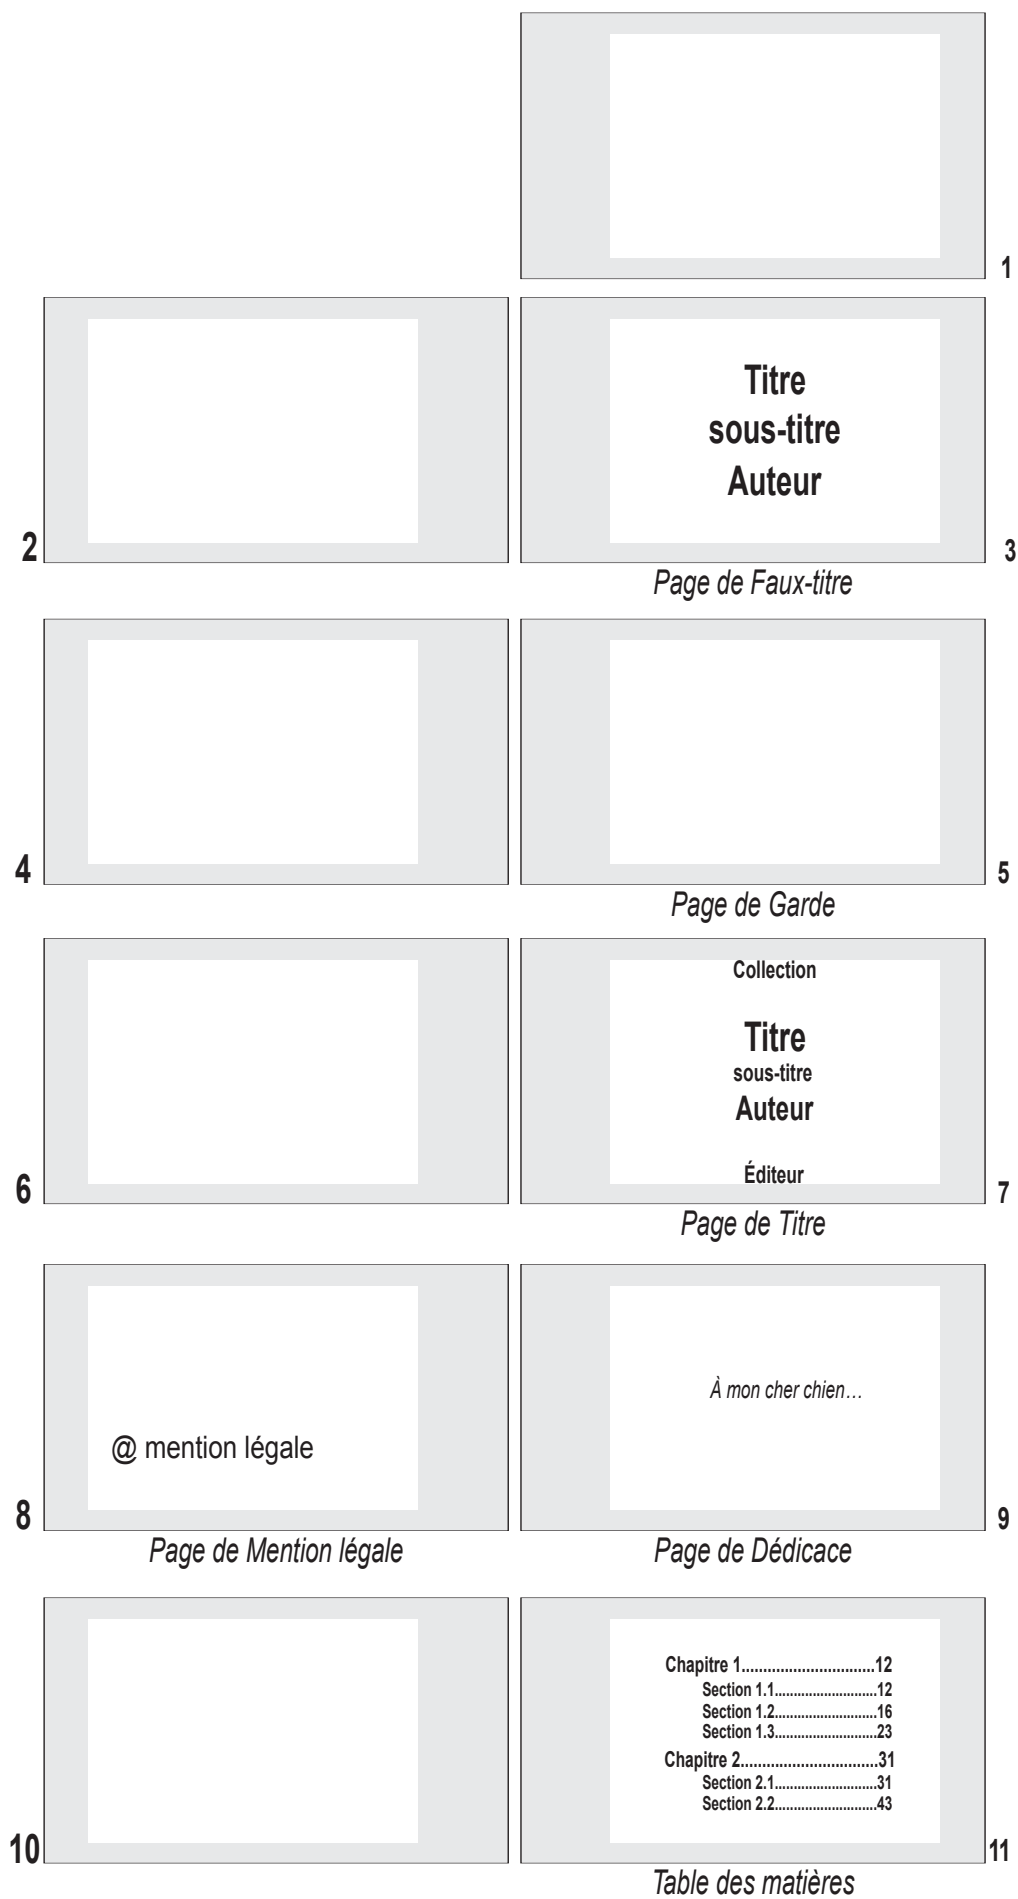 1
Titre
sous-titre
Auteur
2
3
Page de Faux-titre
4
5
Page de Garde
Collection
Titre
sous-titre
Auteur
Éditeur
6
7
Page de Titre
@ mention légale
8
Page de Mention légale
À mon cher chien…
9
Page de Dédicace
10
Chapitre 1...............................12
Section 1.1...........................12
Section 1.2...........................16
Section 1.3...........................23
Chapitre 2................................31
Section 2.1...........................31
Section 2.2...........................43
11
Table des matières